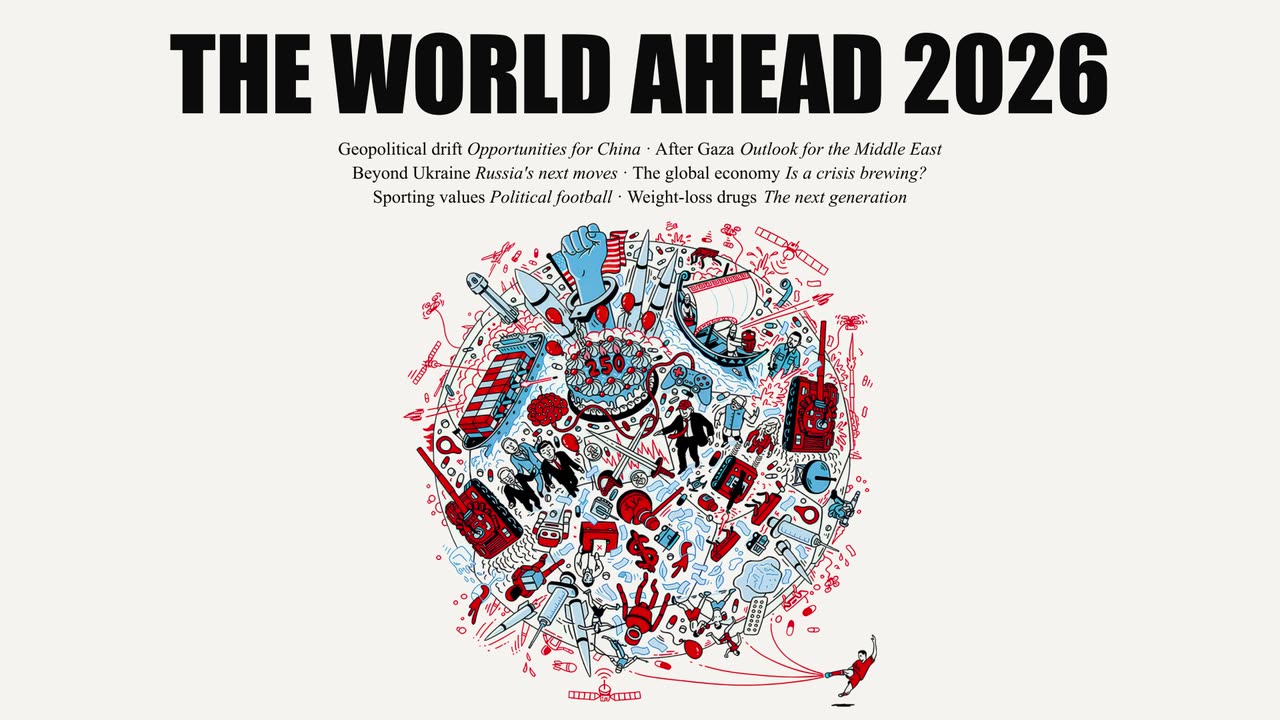 THE WORLD AHEAD 2026
Geopolitical drift Opportunities for China · After Gaza Outlook for the Middle East
Beyond Ukraine Russia's next moves · The global economy Is a crisis brewing?
Sporting values Political football · Weight-loss drugs The next generation
250
$